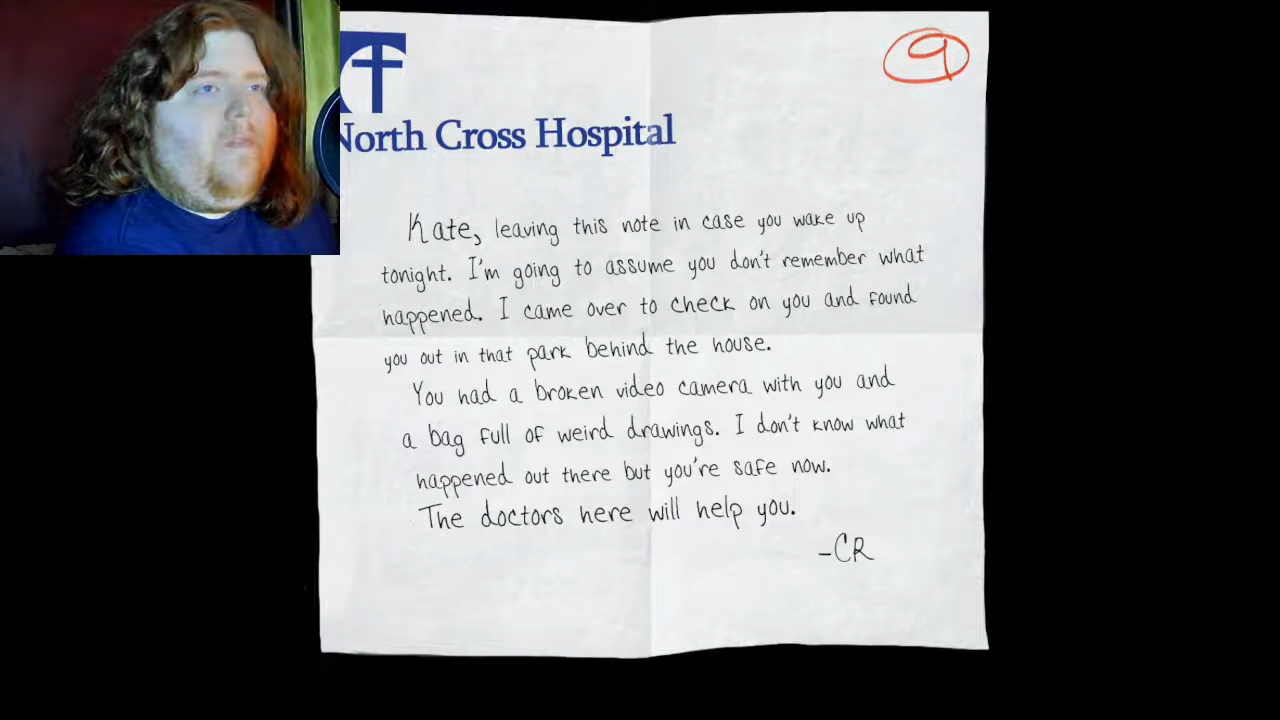 9
North Cross Hospital
Kate, leaving this note in case you wake up
tonight. I'm going to assume you don't remember what
happened. I came over to check on you and found
you out in that park behind the house.
You had a broken video camera with you and
a bag full of weird drawings. I don't know what
happened out there but you're safe now.
The doctors here will help you.
-CR